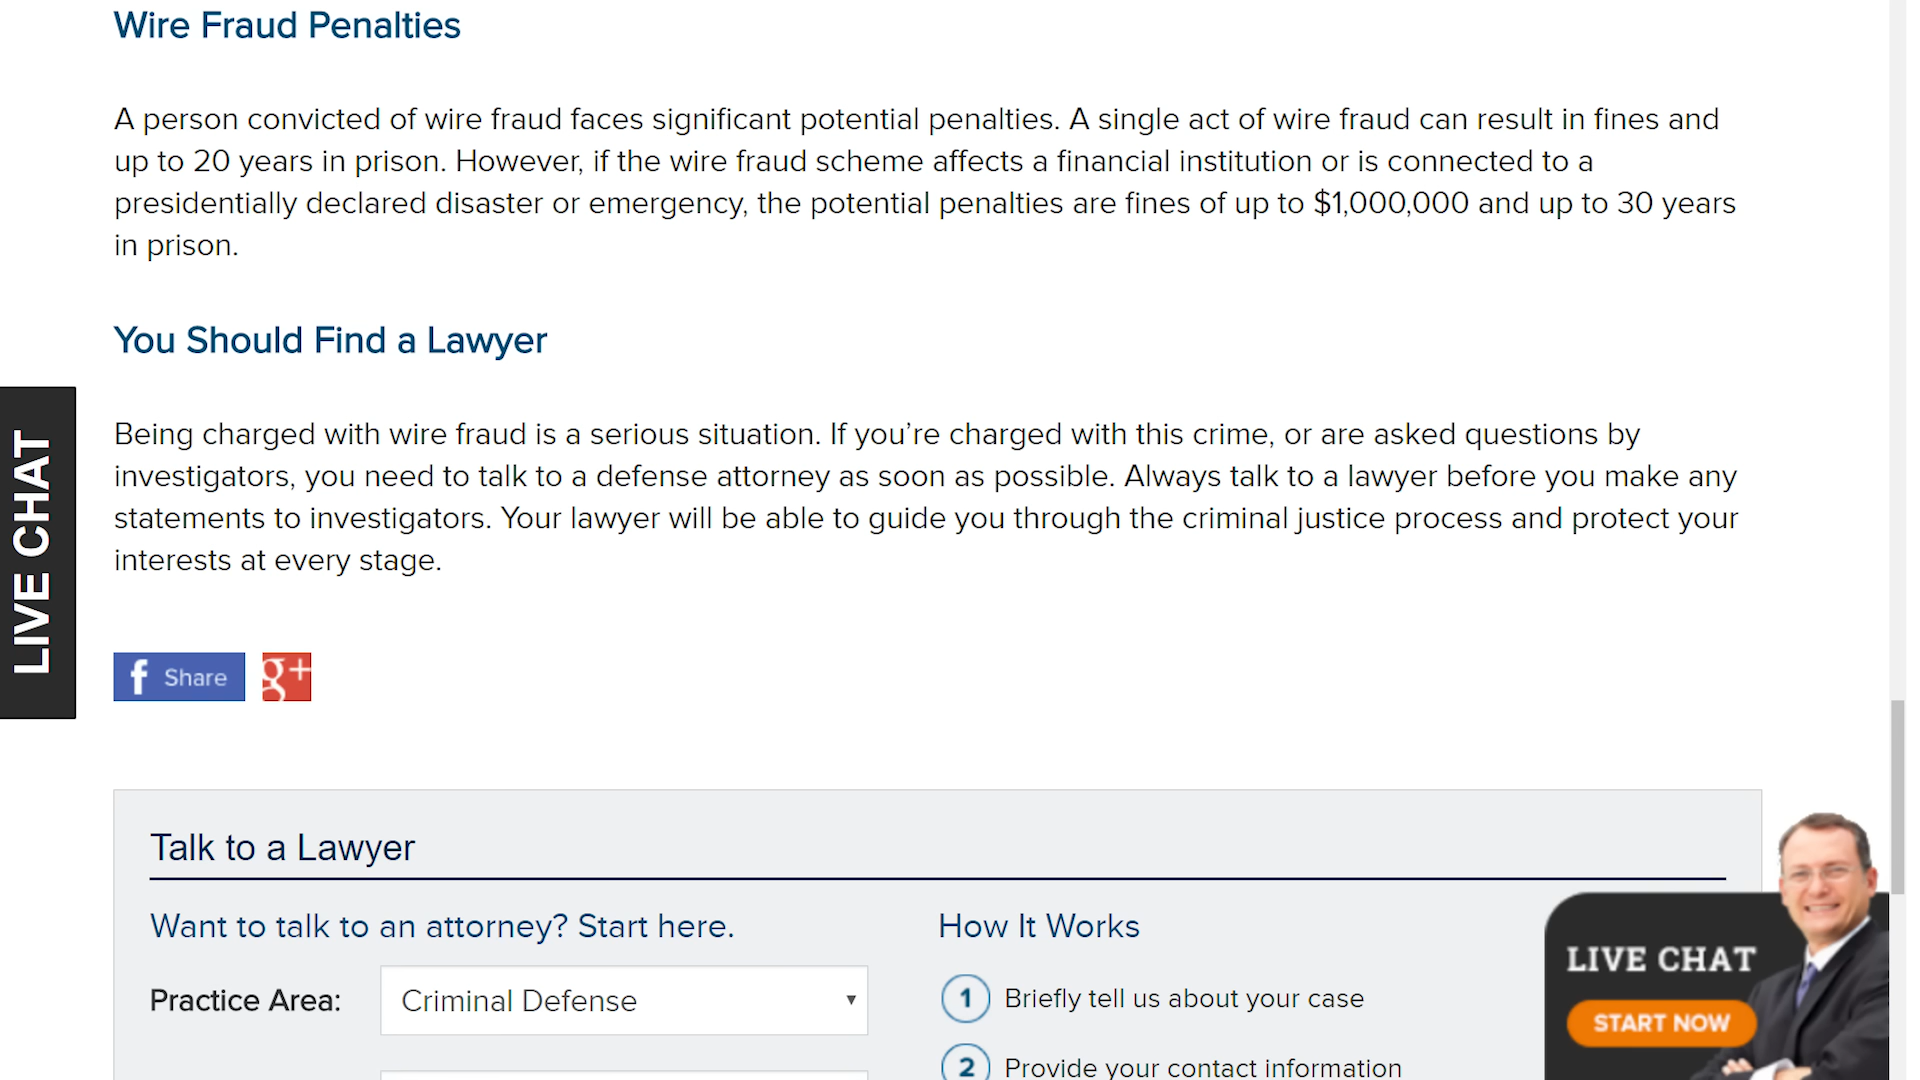 Wire Fraud Penalties
A person convicted of wire fraud faces significant potential penalties. A single act of wire fraud can result in fines and
up to 20 years in prison. However, if the wire fraud scheme affects a financial institution or is connected to a
presidentially declared disaster or emergency, the potential penalties are fines of up to $1,000,000 and up to 30 years
in prison.
You Should Find a Lawyer
Being charged with wire fraud is a serious situation. If you’re charged with this crime, or are asked questions by
investigators, you need to talk to a defense attorney as soon as possible. Always talk to a lawyer before you make any
statements to investigators. Your lawyer will be able to guide you through the criminal justice process and protect your
interests at every stage.
LIVE CHAT
f Share
g+
Talk to a Lawyer
Want to talk to an attorney? Start here.
Practice Area:
Criminal Defense
How It Works
1 Briefly tell us about your case
2 Provide your contact information
LIVE CHAT
START NOW